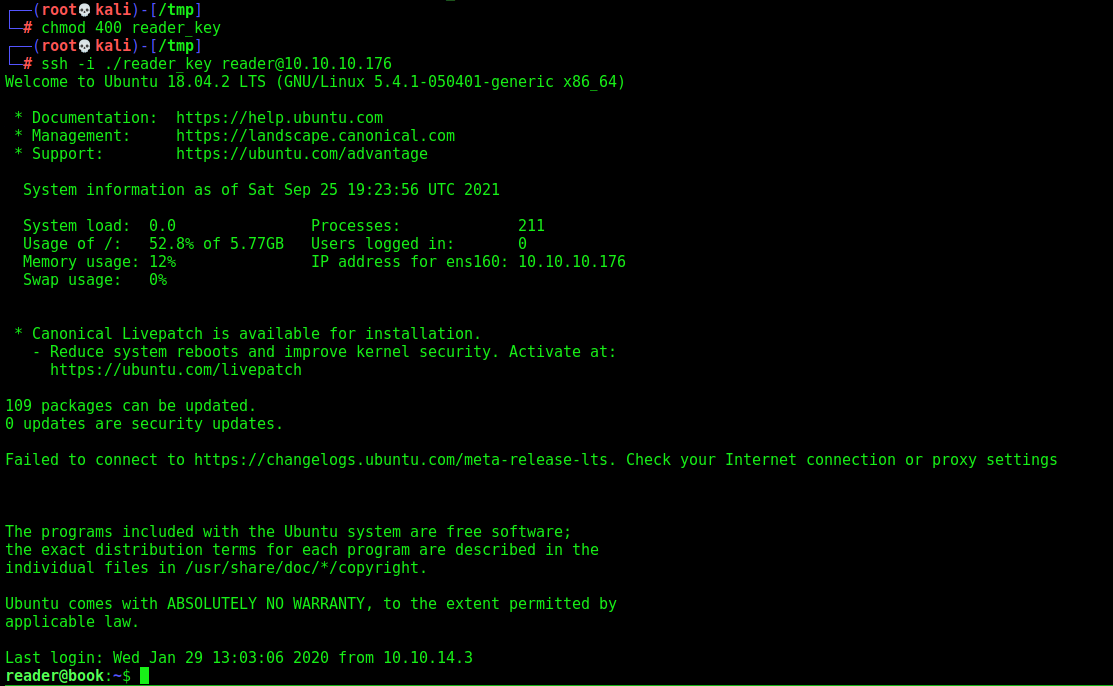 ┌──(root💀kali)-[/tmp]
└─# chmod 400 reader_key
┌──(root💀kali)-[/tmp]
└─# ssh -i ./reader_key reader@10.10.10.176
Welcome to Ubuntu 18.04.2 LTS (GNU/Linux 5.4.1-050401-generic x86_64)
* Documentation:  https://help.ubuntu.com
* Management:     https://landscape.canonical.com
* Support:        https://ubuntu.com/advantage
System information as of Sat Sep 25 19:23:56 UTC 2021
System load:  0.0               Processes:             211
Usage of /:   52.8% of 5.77GB   Users logged in:       0
Memory usage: 12%               IP address for ens160: 10.10.10.176
Swap usage:   0%
* Canonical Livepatch is available for installation.
- Reduce system reboots and improve kernel security. Activate at:
https://ubuntu.com/livepatch
109 packages can be updated.
0 updates are security updates.
Failed to connect to https://changelogs.ubuntu.com/meta-release-lts. Check your Internet connection or proxy settings
The programs included with the Ubuntu system are free software;
the exact distribution terms for each program are described in the
individual files in /usr/share/doc/*/copyright.
Ubuntu comes with ABSOLUTELY NO WARRANTY, to the extent permitted by
applicable law.
Last login: Wed Jan 29 13:03:06 2020 from 10.10.14.3
reader@book:~$